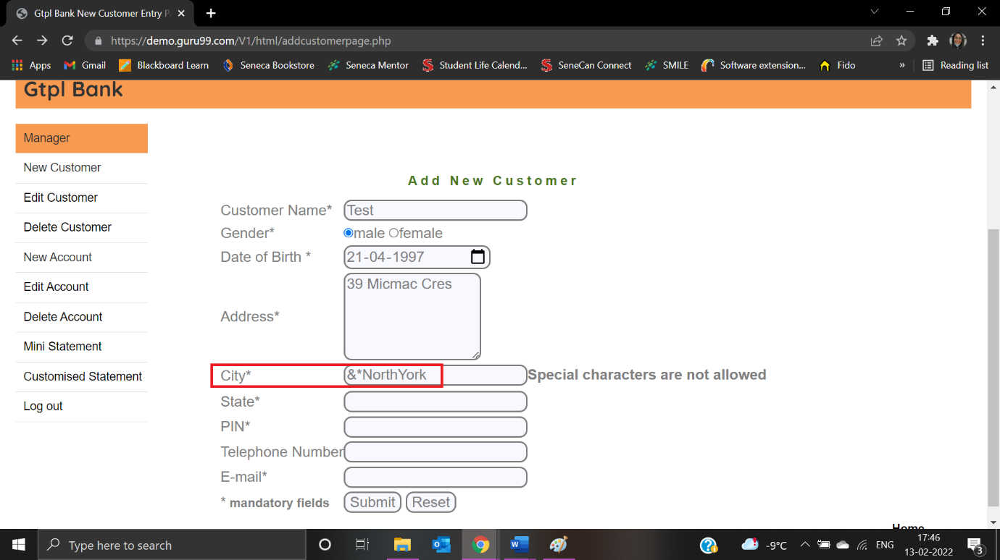 Gtpl Bank New Customer Entry P
https://demo.guru99.com/V1/html/addcustomerpage.php
Apps Gmail Blackboard Learn Seneca Bookstore Seneca Mentor Student Life Calend... SeneCan Connect SMILE Software extension... Fido » Reading list
Gtpl Bank
Manager
New Customer
Edit Customer
Delete Customer
New Account
Edit Account
Delete Account
Mini Statement
Customised Statement
Log out
Add New Customer
Customer Name* Test
Gender* male female
Date of Birth * 21-04-1997
Address* 39 Micmac Cres
City* &*NorthYork Special characters are not allowed
State*
PIN*
Telephone Number
E-mail*
* mandatory fields Submit Reset
Home
Type here to search
-9°C ENG 17:46
13-02-2022 3